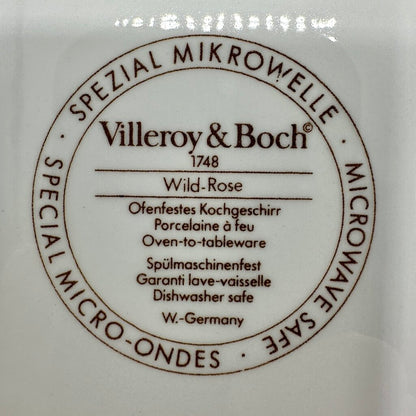 · SPEZIAL MIKROWELLE ·
MICROWAVE SAFE ·
SPECIAL MICRO-ONDES
Villeroy & Boch©
1748
Wild-Rose
Ofenfestes Kochgeschirr
Porcelaine à feu
Oven-to-tableware
Spülmaschinenfest
Garanti lave-vaisselle
Dishwasher safe
W.-Germany